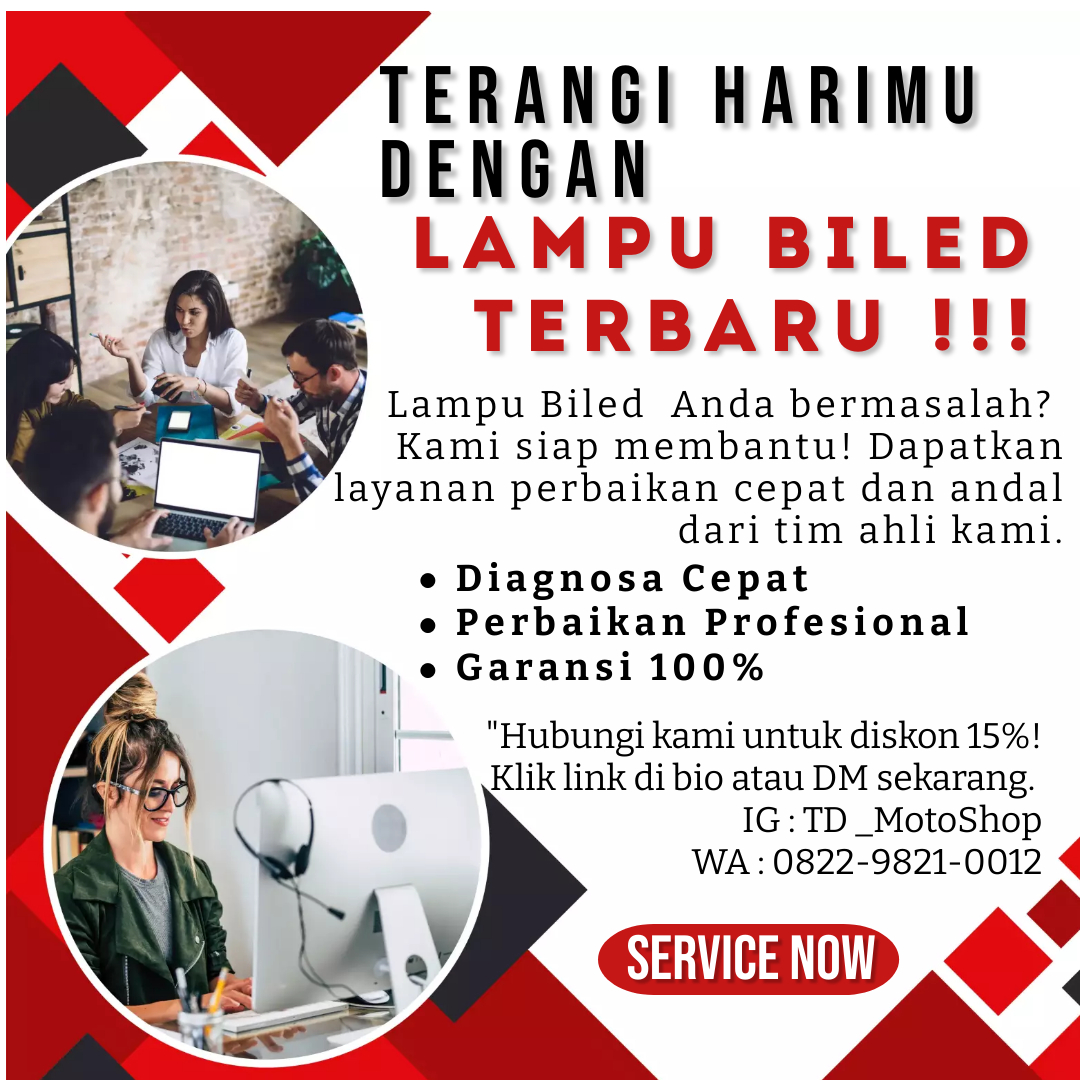 TERANGI HARIMU
DENGAN
LAMPU BILED
TERBARU !!!
Lampu Biled Anda bermasalah?
Kami siap membantu! Dapatkan
layanan perbaikan cepat dan andal
dari tim ahli kami.
• Diagnosa Cepat
• Perbaikan Profesional
• Garansi 100%
"Hubungi kami untuk diskon 15%!
Klik link di bio atau DM sekarang.
IG : TD _MotoShop
WA : 0822-9821-0012
SERVICE NOW